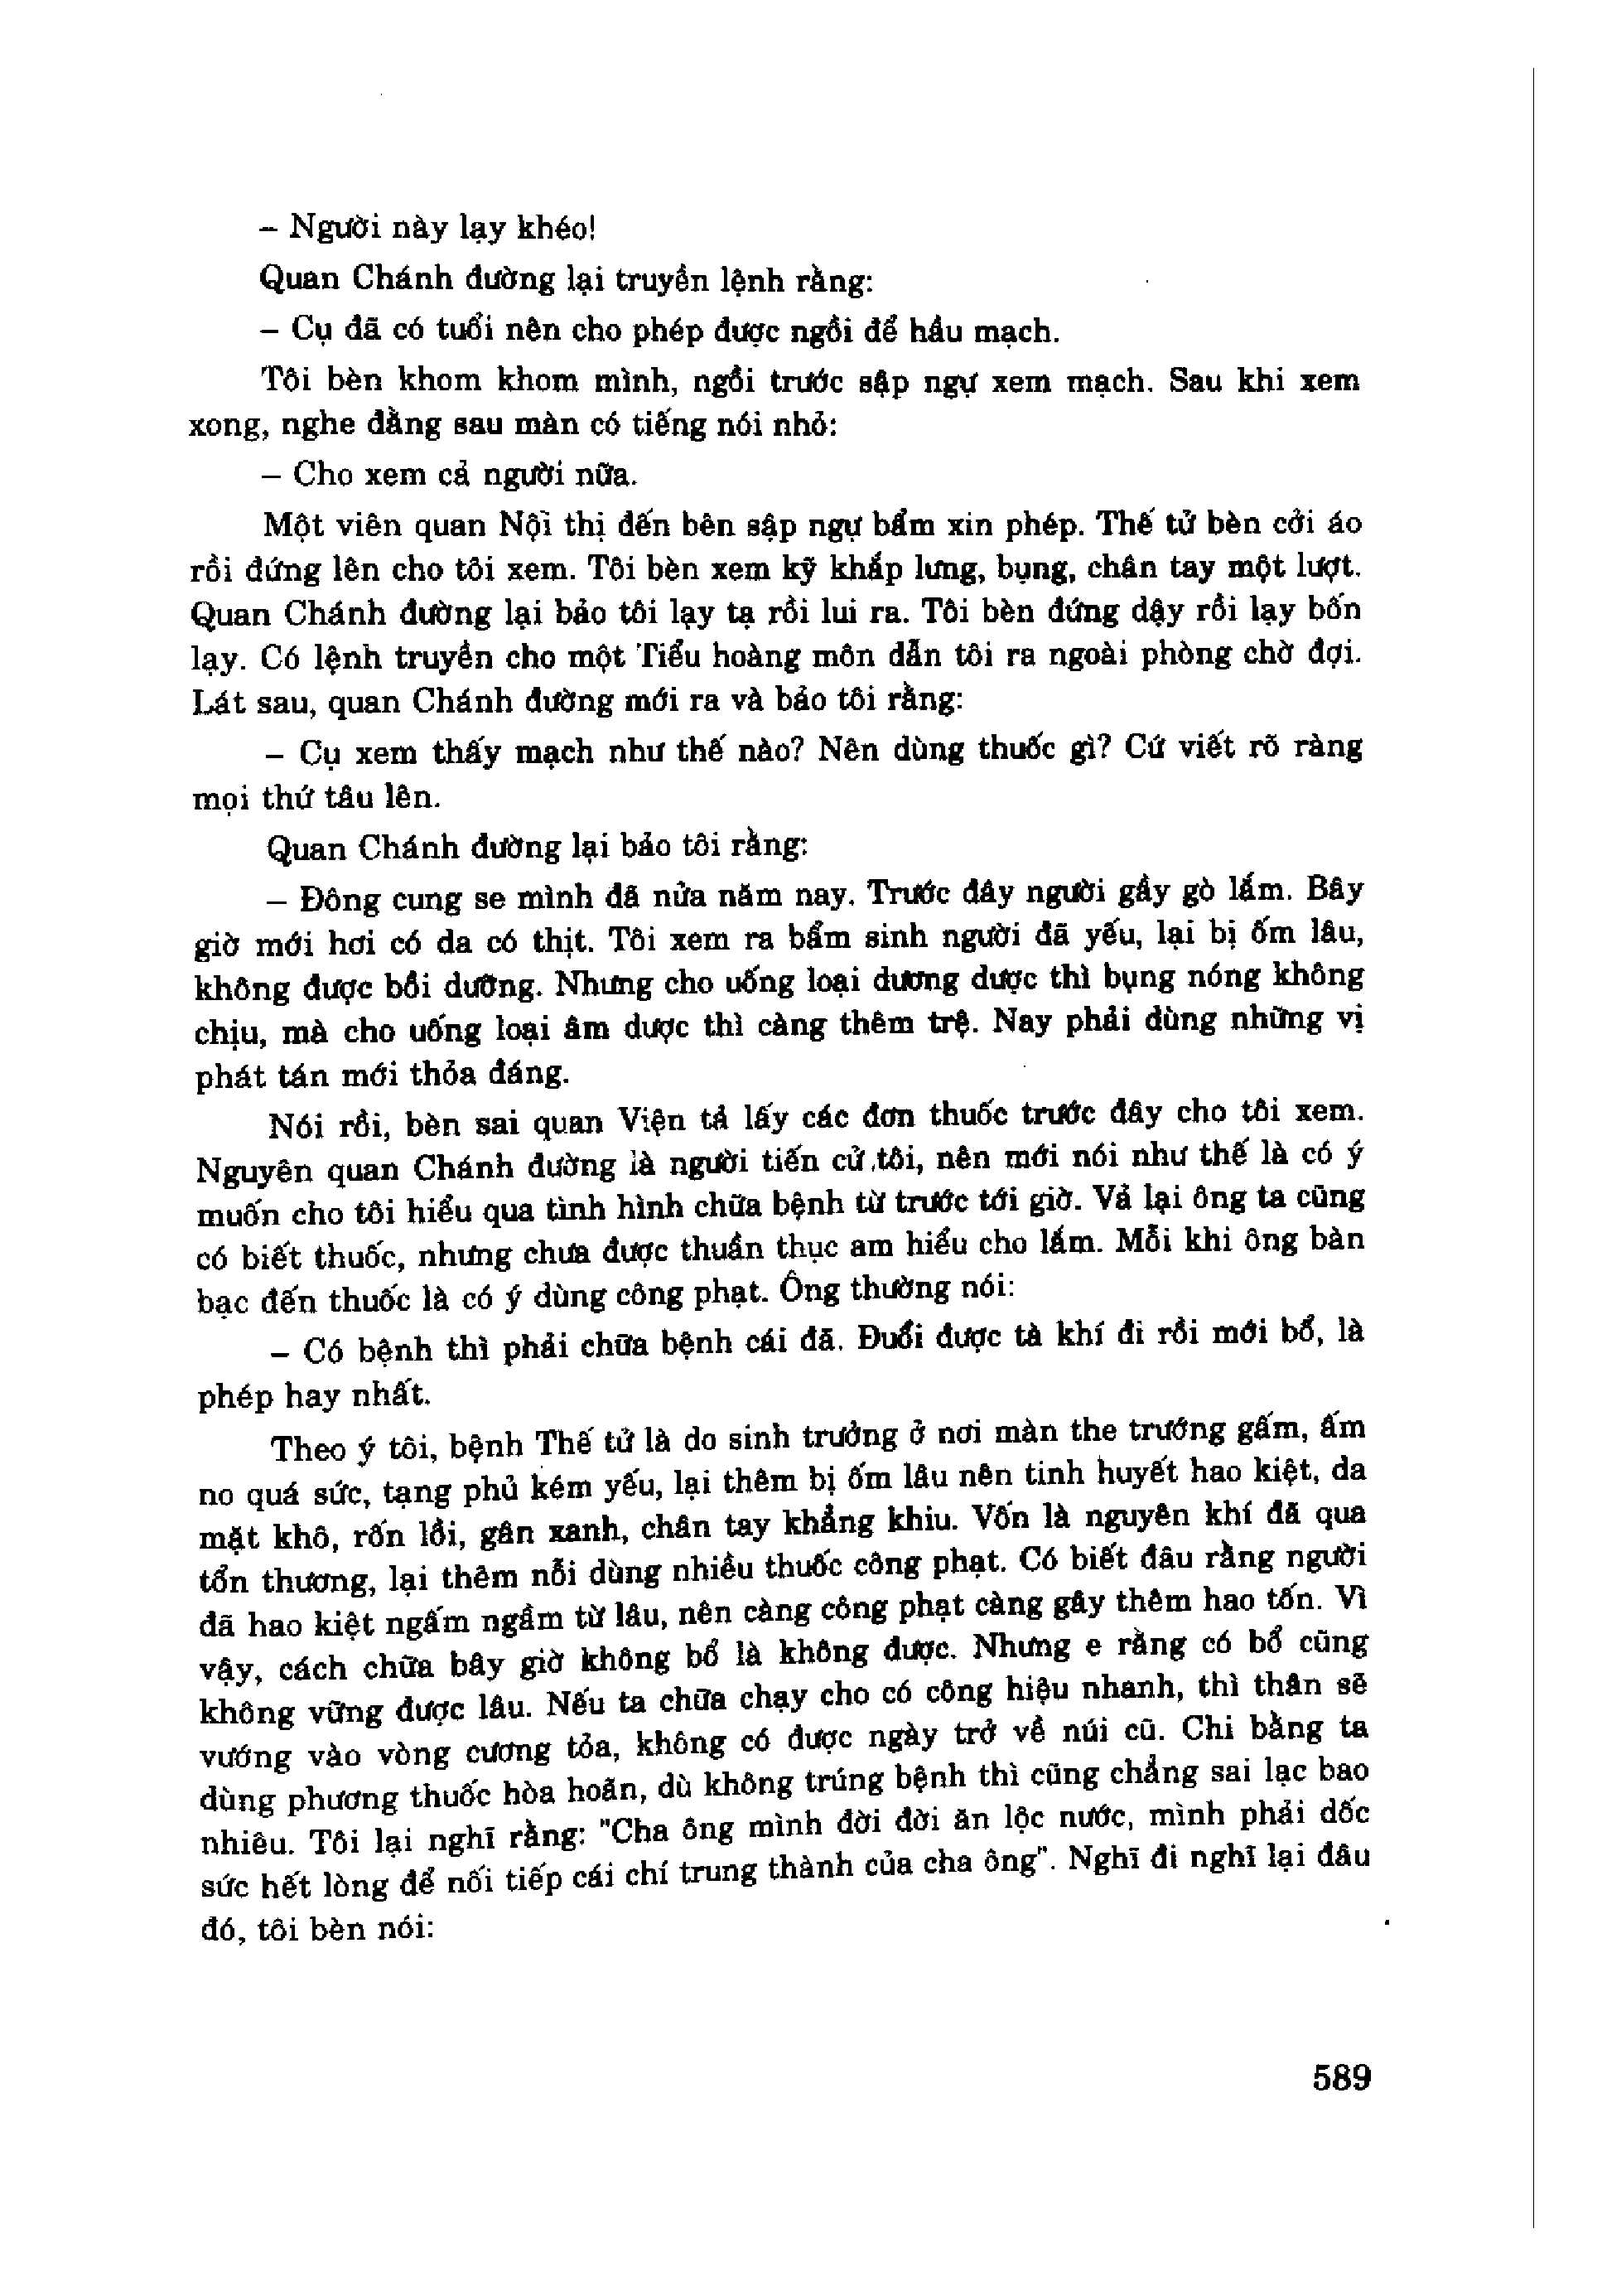 – Người này lạy khéo!
Quan Chánh đường lại truyền lệnh rằng:
– Cụ đã có tuổi nên cho phép được ngồi để hầu mạch.
Tôi bèn khom khom mình, ngồi trước sập ngự xem mạch. Sau khi xem
xong, nghe đằng sau màn có tiếng nói nhỏ:
– Cho xem cả người nữa.
Một viên quan Nội thị đến bên sập ngự bẩm xin phép. Thế tử bèn cởi áo
rồi đứng lên cho tôi xem. Tôi bèn xem kỹ khắp lưng, bụng, chân tay một lượt.
Quan Chánh đường lại bảo tôi lạy tạ rồi lui ra. Tôi bèn đứng dậy rồi lạy bốn
lạy. Có lệnh truyền cho một Tiểu hoàng môn dẫn tôi ra ngoài phòng chờ đợi.
Lát sau, quan Chánh đường mới ra và bảo tôi rằng:
– Cụ xem thấy mạch như thế nào? Nên dùng thuốc gì? Cứ viết rõ ràng
mọi thứ tâu lên.
Quan Chánh đường lại bảo tôi rằng:
– Đông cung se mình đã nửa năm nay. Trước đây người gầy gò lắm. Bây
giờ mới hơi có da có thịt. Tôi xem ra bẩm sinh người đã yếu, lại bị ốm lâu,
không được bồi dưỡng. Nhưng cho uống loại dương dược thì bụng nóng không
chịu, mà cho uống loại âm dược thì càng thêm trệ. Nay phải dùng những vị
phát tán mới thỏa đáng.
Nói rồi, bèn sai quan Viện tả lấy các đơn thuốc trước đây cho tôi xem.
Nguyên quan Chánh đường là người tiến cử tôi, nên mới nói như thế là có ý
muốn cho tôi hiểu qua tình hình chữa bệnh từ trước tới giờ. Vả lại ông ta cũng
có biết thuốc, nhưng chưa được thuần thục am hiểu cho lắm. Mỗi khi ông bàn
bạc đến thuốc là có ý dùng công phạt. Ông thường nói:
– Có bệnh thì phải chữa bệnh cái đã. Đuổi được tà khí đi rồi mới bổ, là
phép hay nhất.
Theo ý tôi, bệnh Thế tử là do sinh trưởng ở nơi màn the trướng gấm, ấm
no quá sức, tạng phủ kém yếu, lại thêm bị ốm lâu nên tinh huyết hao kiệt, da
mặt khô, rốn lồi, gân xanh, chân tay khẳng khiu. Vốn là nguyên khí đã qua
tổn thương, lại thêm nỗi dùng nhiều thuốc công phạt. Có biết đâu rằng người
đã hao kiệt ngấm ngầm từ lâu, nên càng công phạt càng gây thêm hao tốn. Vì
vậy, cách chữa bây giờ không bổ là không được. Nhưng e rằng có bổ cũng
không vững được lâu. Nếu ta chữa chạy cho có công hiệu nhanh, thì thân sẽ
vướng vào vòng cương tỏa, không có được ngày trở về núi cũ. Chi bằng ta
dùng phương thuốc hòa hoãn, dù không trúng bệnh thì cũng chẳng sai lạc bao
nhiêu. Tôi lại nghĩ rằng: "Cha ông mình đời đời ăn lộc nước, mình phải dốc
sức hết lòng để nối tiếp cái chí trung thành của cha ông". Nghĩ đi nghĩ lại đâu
đó, tôi bèn nói:
589